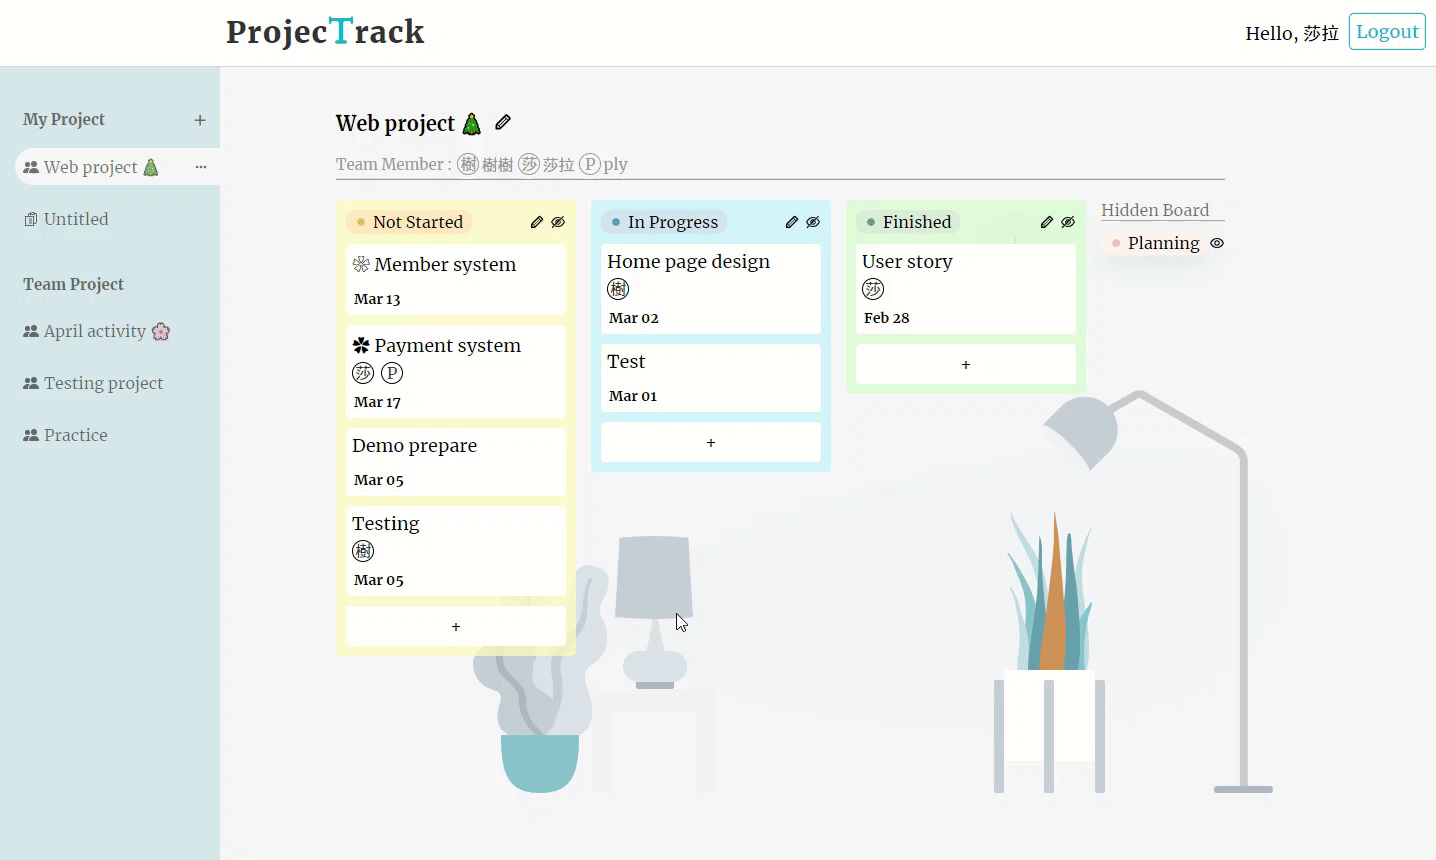 ProjecTrack
Hello, 莎拉
Logout
My Project +
Web project 🎄 ...
Untitled
Team Project
April activity 🌸
Testing project
Practice
Web project 🎄
Team Member : 樹 樹樹 莎 莎拉 P ply
Not Started
❀ Member system
Mar 13
✽ Payment system
莎 P
Mar 17
Demo prepare
Mar 05
Testing
樹
Mar 05
+
In Progress
Home page design
樹
Mar 02
Test
Mar 01
+
Finished
User story
莎
Feb 28
+
Hidden Board
Planning